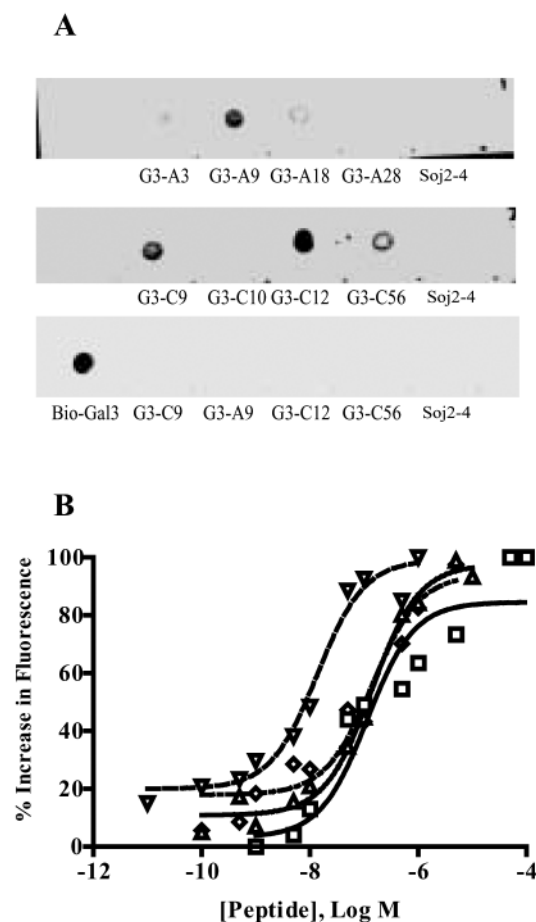 A
G3-A3 G3-A9 G3-A18 G3-A28 Soj2-4
G3-C9 G3-C10 G3-C12 G3-C56 Soj2-4
Bio-Gal3 G3-C9 G3-A9 G3-C12 G3-C56 Soj2-4
B
% Increase in Fluorescence
100
80
60
40
20
0
-12 -10 -8 -6 -4
[Peptide], Log M